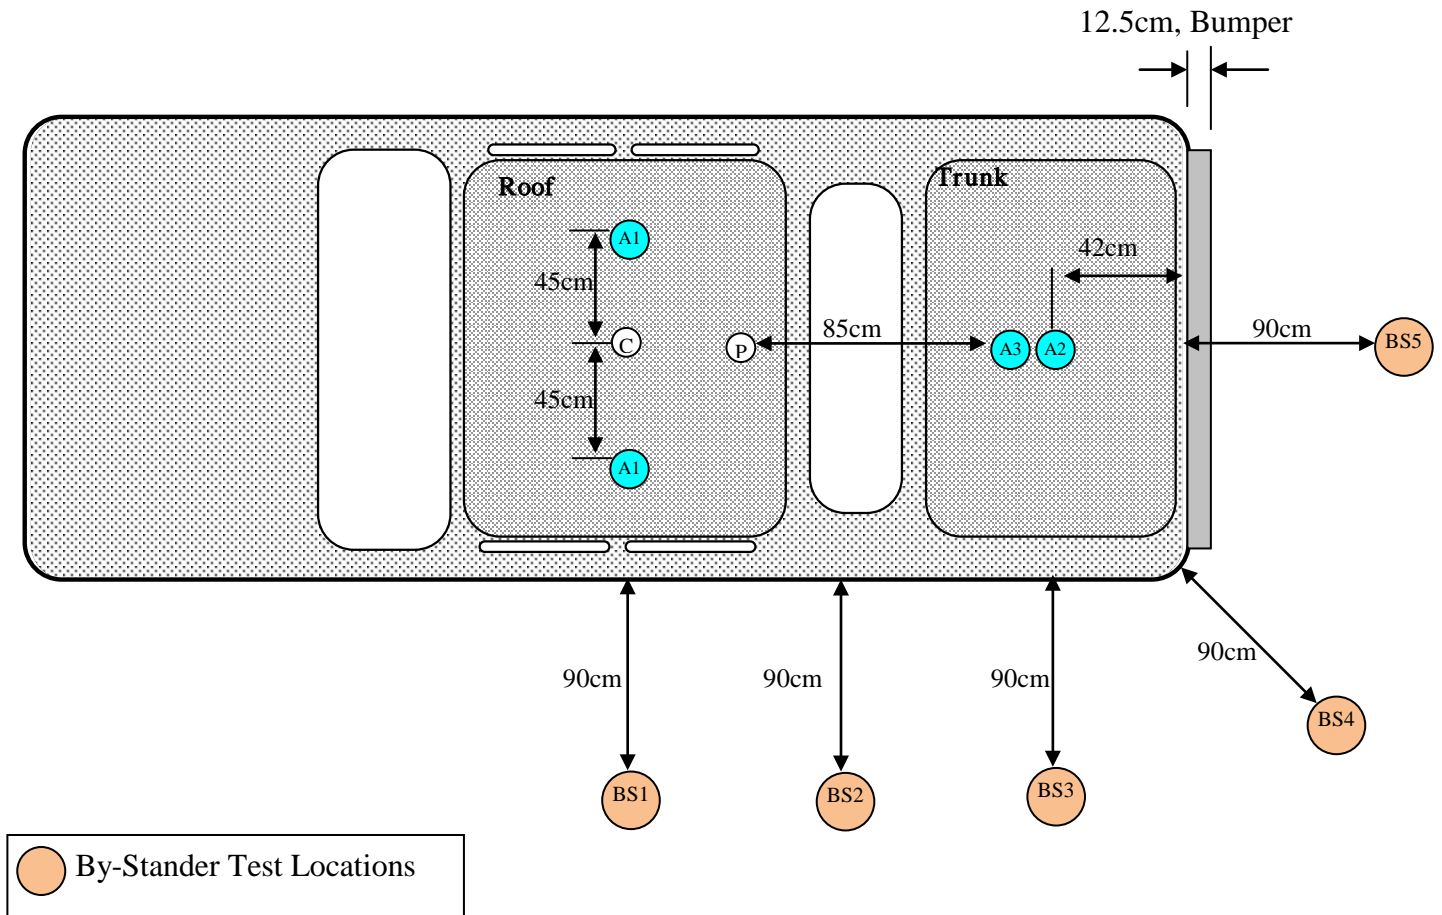 12.5cm, Bumper
Roof
Trunk
A1
42cm
45cm
85cm
90cm
C
P
A3
A2
BS5
45cm
A1
90cm
90cm
90cm
90cm
BS4
BS1
BS2
BS3
By-Stander Test Locations